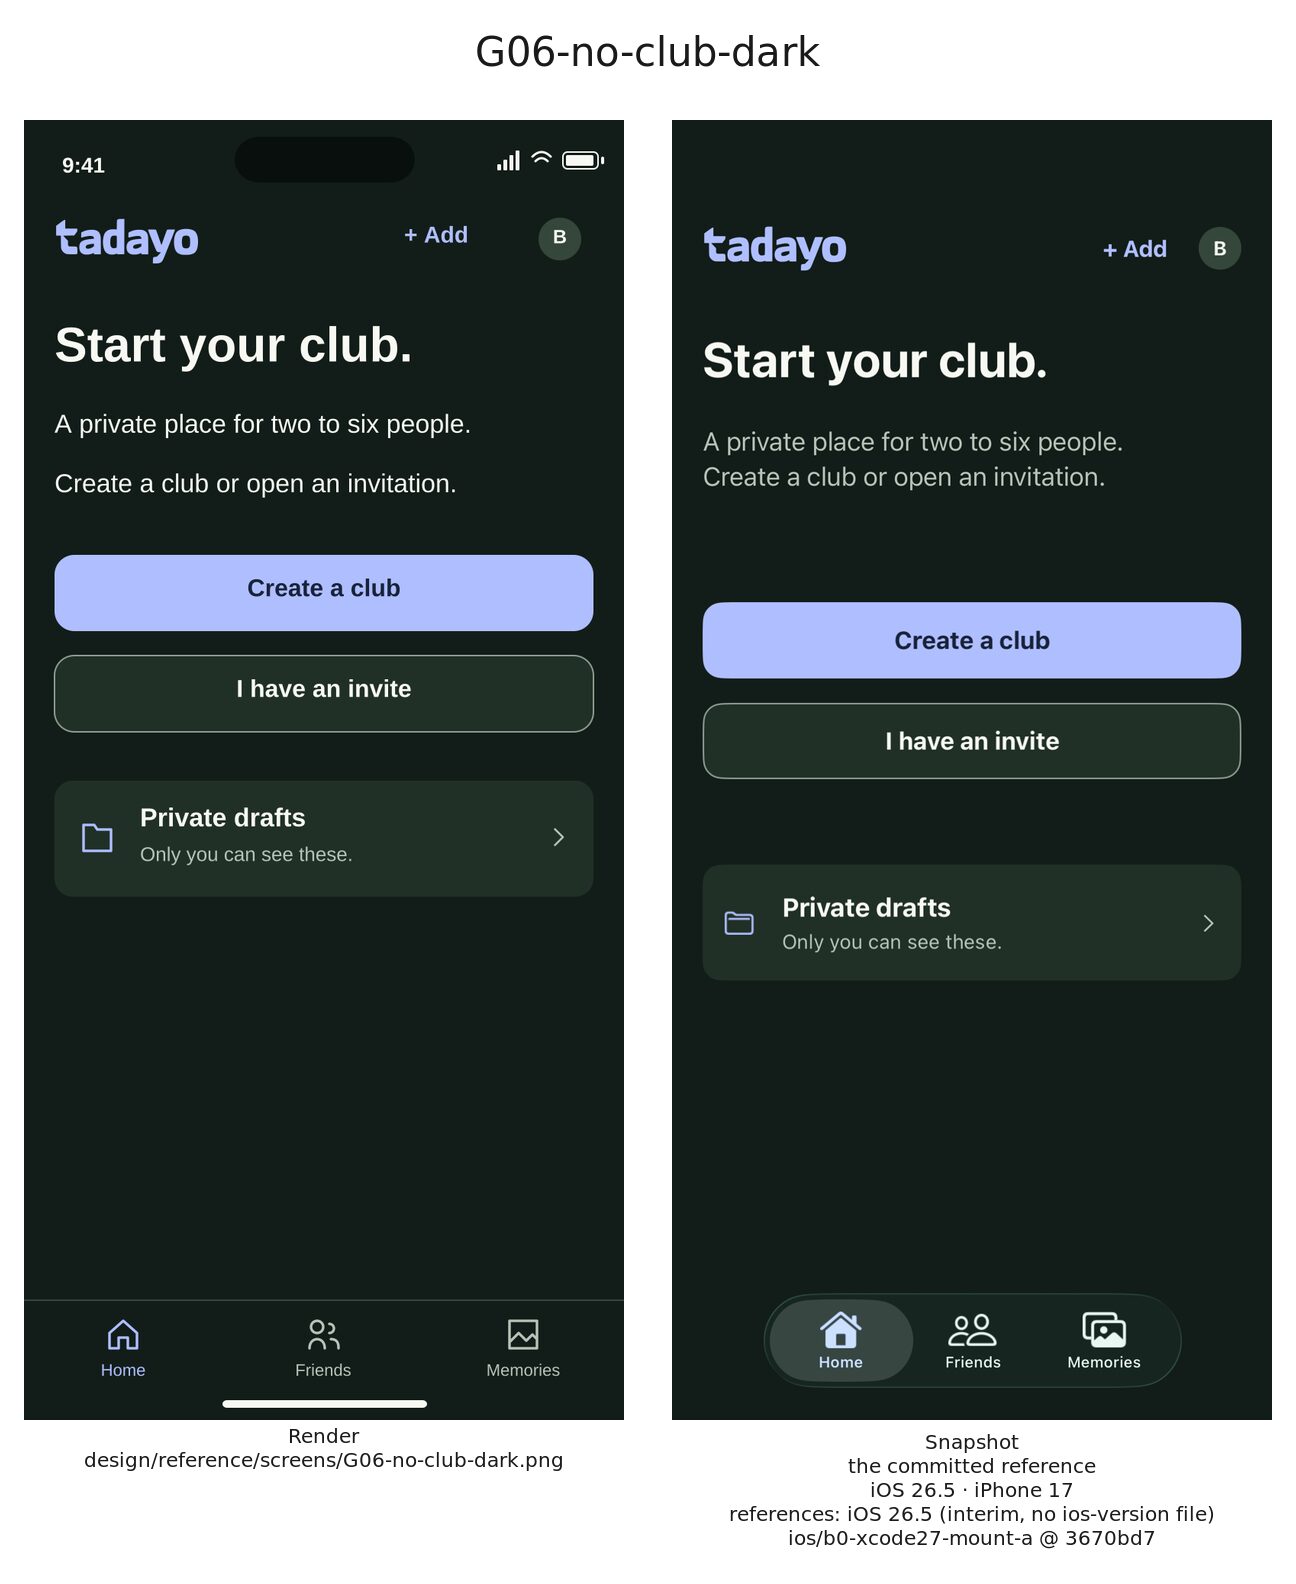 G06-no-club-dark
9:41
tadayo
+ Add
B
Start your club.
A private place for two to six people.
Create a club or open an invitation.
Create a club
I have an invite
Private drafts
Only you can see these.
Home
Friends
Memories
Render
design/reference/screens/G06-no-club-dark.png
tadayo
+ Add
B
Start your club.
A private place for two to six people.
Create a club or open an invitation.
Create a club
I have an invite
Private drafts
Only you can see these.
Home
Friends
Memories
Snapshot
the committed reference
iOS 26.5 · iPhone 17
references: iOS 26.5 (interim, no ios-version file)
ios/b0-xcode27-mount-a @ 3670bd7